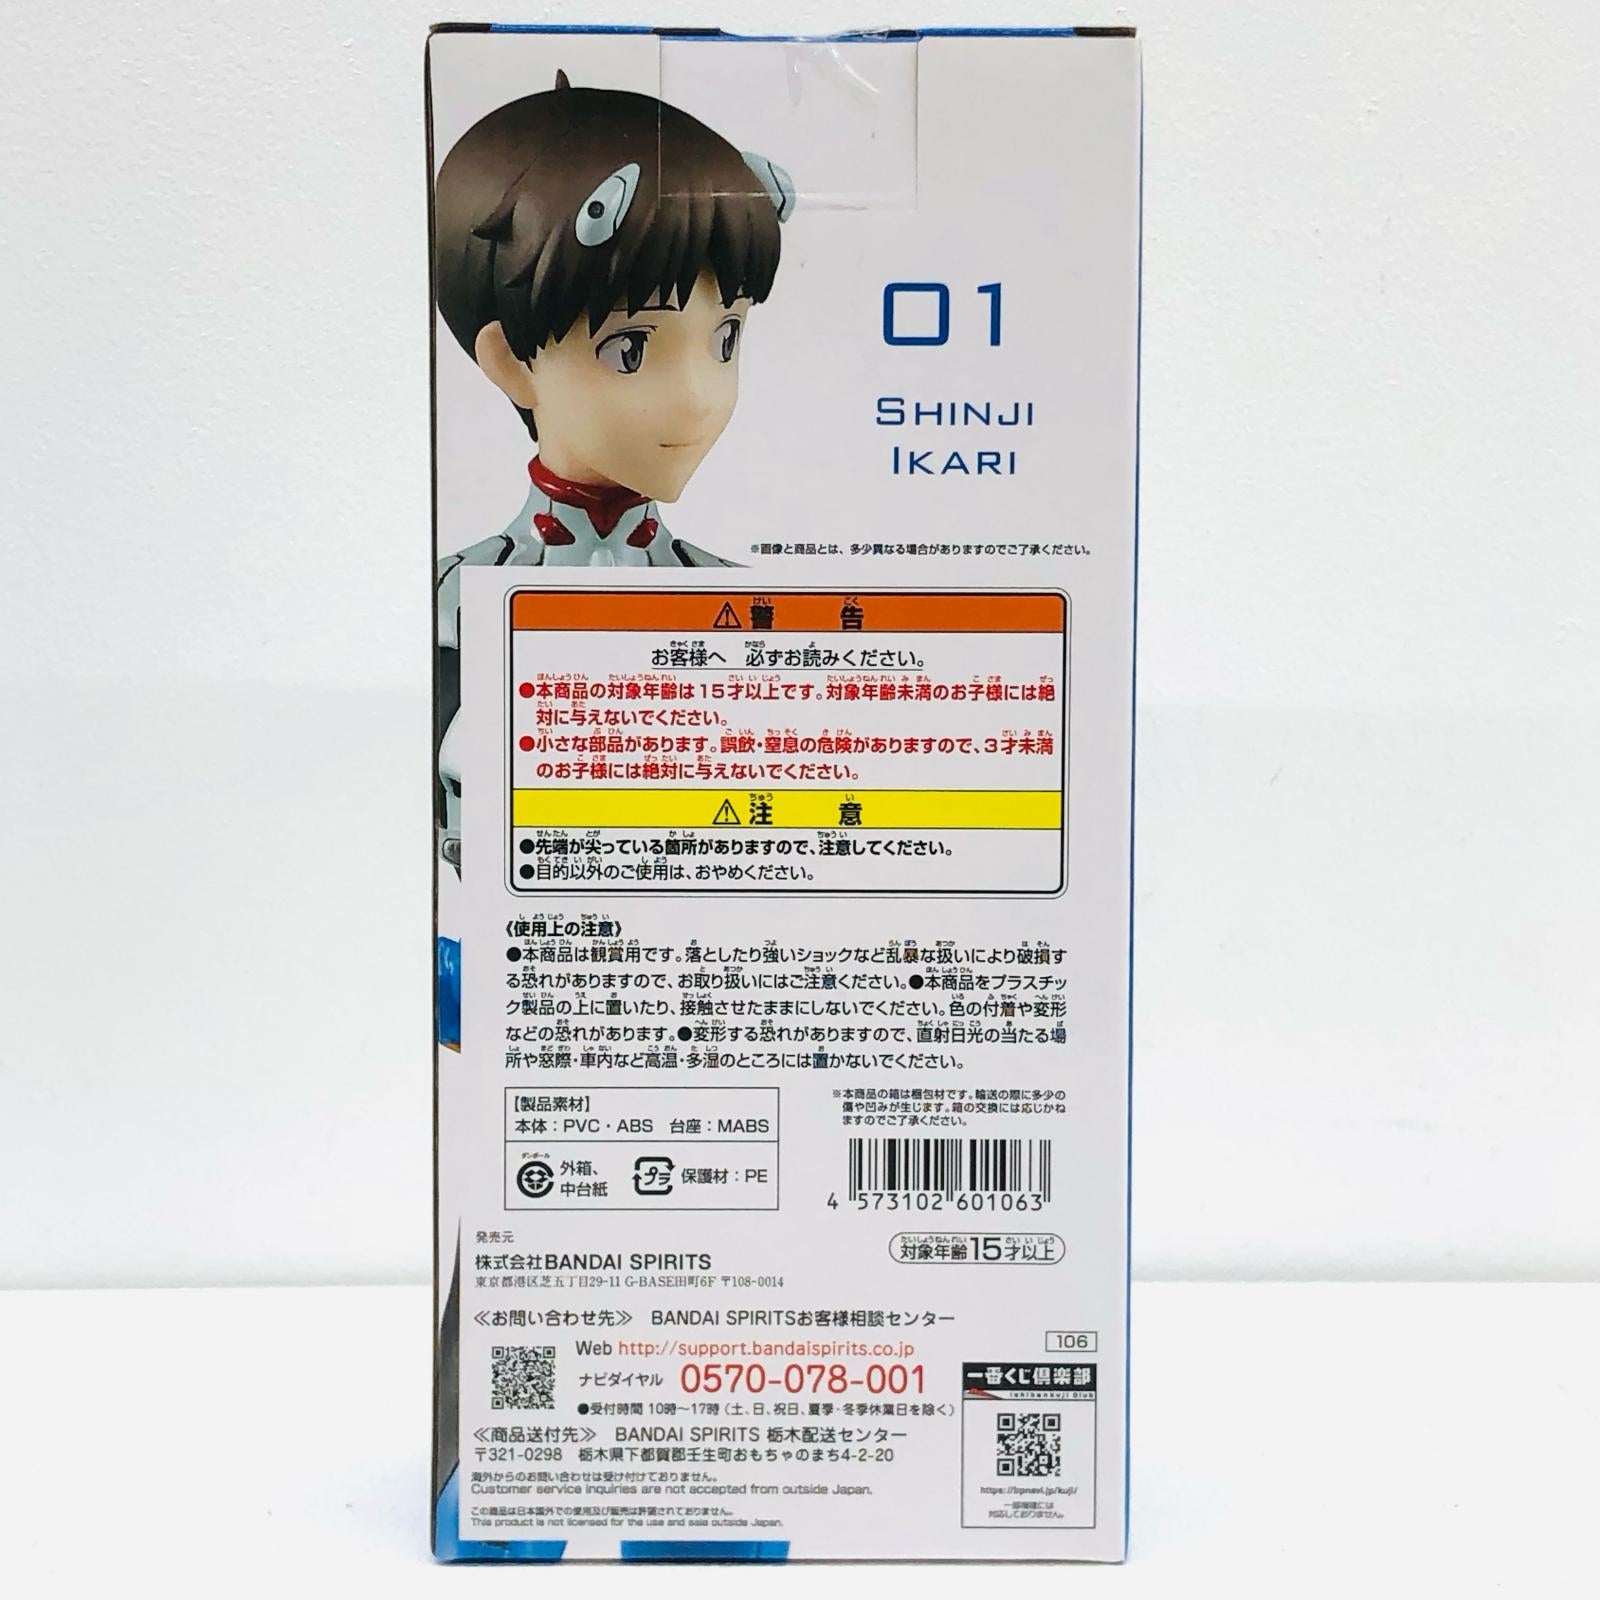 01
SHINJI
IKARI
※画像と商品とは、多少異なる場合がありますのでご了承ください。
⚠警告
お客様へ 必ずお読みください。
●本商品の対象年齢は15才以上です。対象年齢未満のお子様には絶
対に与えないでください。
●小さな部品があります。誤飲・窒息の危険がありますので、3才未満
のお子様には絶対に与えないでください。
⚠注意
●先端が尖っている箇所がありますので、注意してください。
●目的以外のご使用は、おやめください。
《使用上の注意》
●本商品は観賞用です。落としたり強いショックなど乱暴な扱いにより破損す
る恐れがありますので、お取り扱いにはご注意ください。●本商品をプラスチッ
ク製品の上に置いたり、接触させたままにしないでください。色の付着や変形
などの恐れがあります。●変形する恐れがありますので、直射日光の当たる場
所や窓際・車内など高温・多湿のところには置かないでください。
【製品素材】
本体：PVC・ABS 台座：MABS
ダンボール
外箱、
中台紙
プラ
保護材：PE
※本商品の箱は梱包材です。輸送の際に多少の
傷や凹みが生じます。箱の交換には応じかね
ますのでご了承ください。
4 573102 601063
対象年齢15才以上
発売元
株式会社BANDAI SPIRITS
東京都港区芝五丁目29-11 G-BASE田町6F 〒108-0014
≪お問い合わせ先≫ BANDAI SPIRITSお客様相談センター
Web http://support.bandaispirits.co.jp
ナビダイヤル 0570-078-001
●受付時間 10時～17時（土、日、祝日、夏季・冬季休業日を除く）
≪商品送付先≫ BANDAI SPIRITS 栃木配送センター
〒321-0298 栃木県下都賀郡壬生町おもちゃのまち4-2-20
海外からのお問い合わせは受け付けておりません。
Customer service inquiries are not accepted from outside Japan.
この商品は日本国外での使用及び販売は許諾されておりません。
This product is not licensed for the use and sale outside Japan.
106
一番くじ倶楽部
Ichibankuji Club
https://bpnavi.jp/kuji/
一部機種には
対応しておりません。